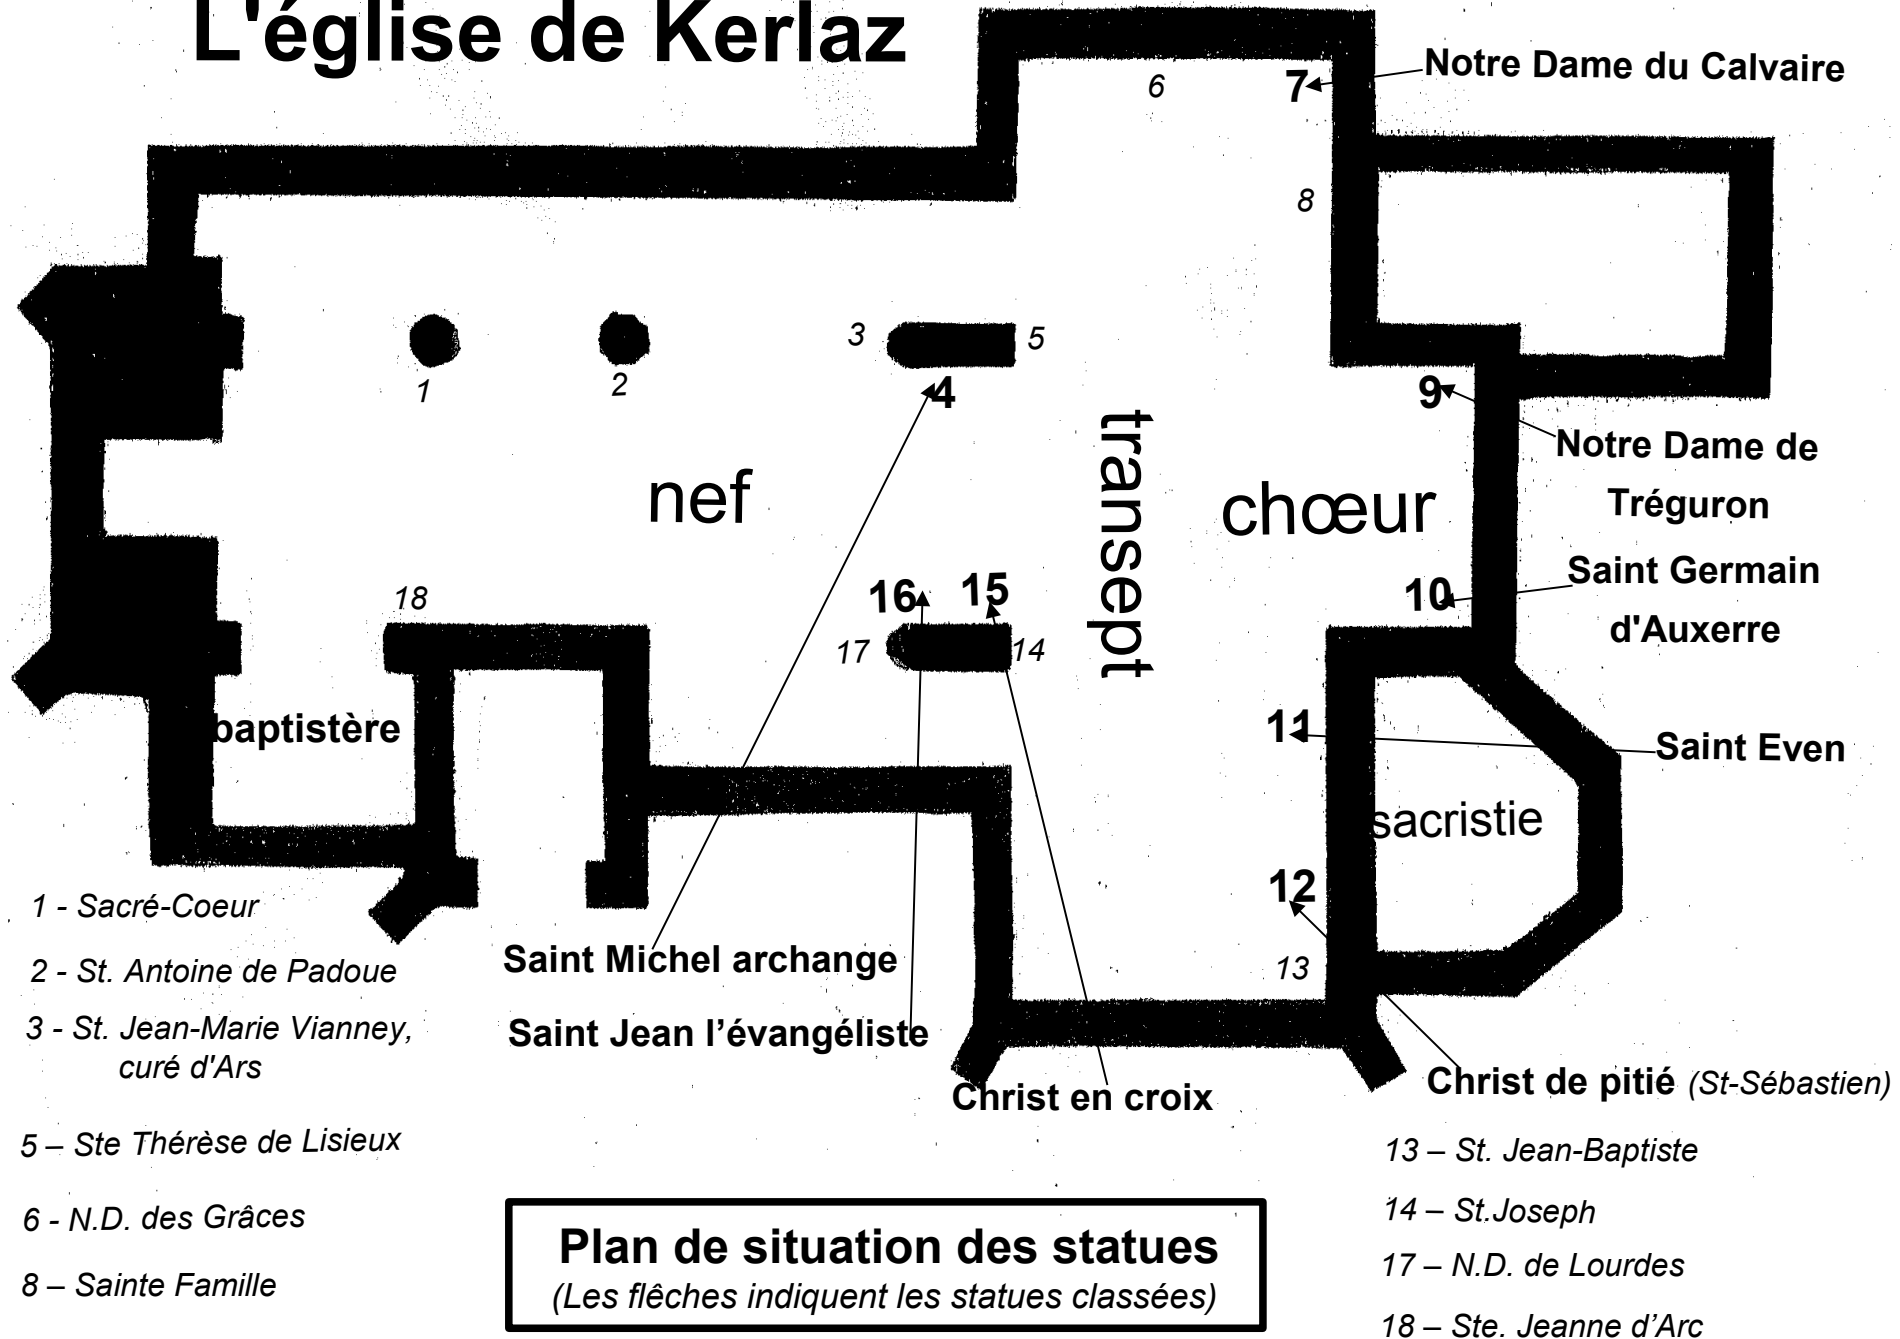 L'église de Kerlaz
6
7
Notre Dame du Calvaire
8
3
5
1
2
4
9
Notre Dame de
Tréguron
nef
transept
chœur
Saint Germain
d'Auxerre
18
16
15
10
17
14
baptistère
11
Saint Even
sacristie
12
13
1 - Sacré-Coeur
2 - St. Antoine de Padoue
3 - St. Jean-Marie Vianney,
curé d'Ars
5 – Ste Thérèse de Lisieux
6 - N.D. des Grâces
8 – Sainte Famille
Saint Michel archange
Saint Jean l’évangéliste
Christ en croix
Christ de pitié (St-Sébastien)
13 – St. Jean-Baptiste
14 – St.Joseph
17 – N.D. de Lourdes
18 – Ste. Jeanne d’Arc
Plan de situation des statues
(Les flêches indiquent les statues classées)